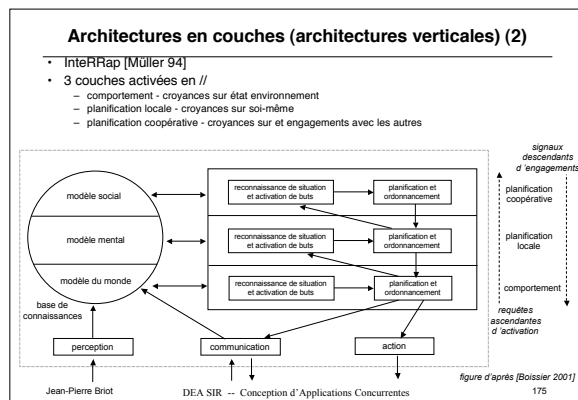 Architectures en couches (architectures verticales) (2)
• InteRRap [Müller 94]
• 3 couches activées en //
– comportement - croyances sur état environnement
– planification locale - croyances sur soi-même
– planification coopérative - croyances sur et engagements avec les autres
signaux
descendants
d 'engagements
modèle social
reconnaissance de situation
et activation de buts
planification et
ordonnancement
planification
coopérative
modèle mental
reconnaissance de situation
et activation de buts
planification et
ordonnancement
planification
locale
modèle du monde
reconnaissance de situation
et activation de buts
planification et
ordonnancement
comportement
base de
connaissances
requêtes
ascendantes
d 'activation
perception
communication
action
figure d'après [Boissier 2001]
Jean-Pierre Briot
DEA SIR -- Conception d'Applications Concurrentes
175